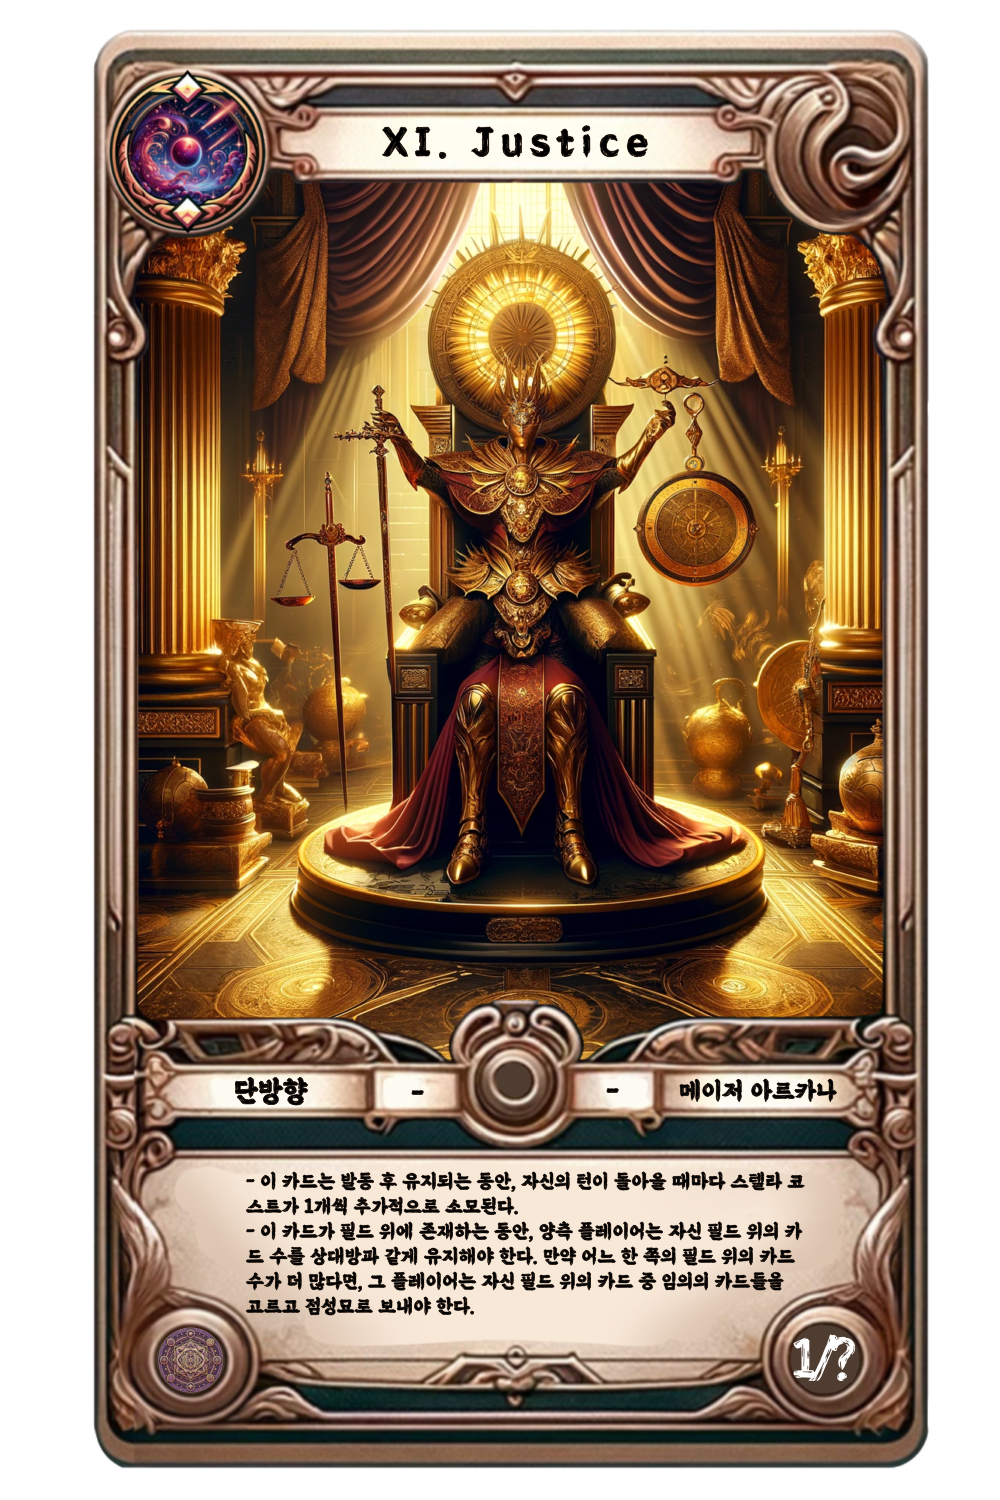 XI. Justice
단방향 - - 메이저 아르카나
- 이 카드는 발동 후 유지되는 동안, 자신의 턴이 돌아올 때마다 스텔라 코
스트가 1개씩 추가적으로 소모된다.
- 이 카드가 필드 위에 존재하는 동안, 양측 플레이어는 자신 필드 위의 카
드 수를 상대방과 같게 유지해야 한다. 만약 어느 한 쪽의 필드 위의 카드
수가 더 많다면, 그 플레이어는 자신 필드 위의 카드 중 임의의 카드들을
고르고 점성묘로 보내야 한다.
1/?